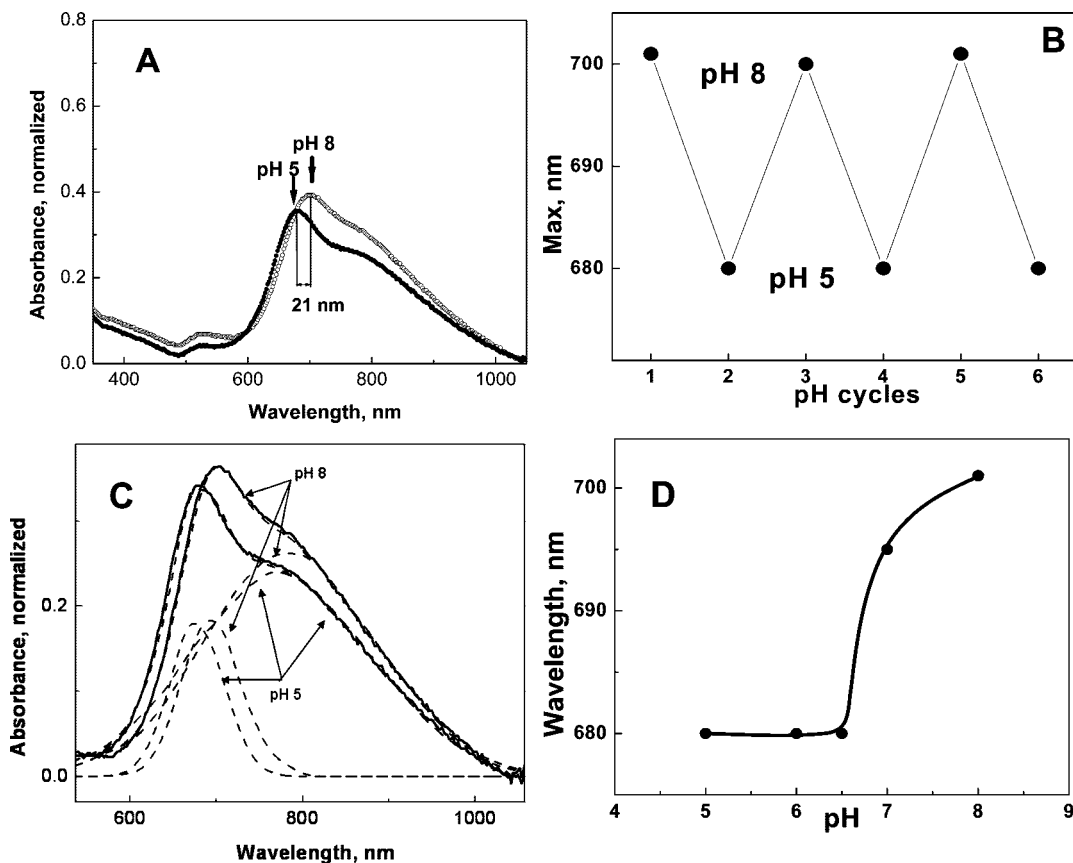 A
0.8
0.6
0.4
0.2
0.0
Absorbance, normalized
pH 8
pH 5
21 nm
400 600 800 1000
Wavelength, nm
B
700
690
680
Max, nm
pH 8
pH 5
1 2 3 4 5 6
pH cycles
C
0.2
0.0
Absorbance, normalized
pH 8
pH 5
600 800 1000
Wavelength, nm
D
700
690
680
Wavelength, nm
4 5 6 7 8 9
pH